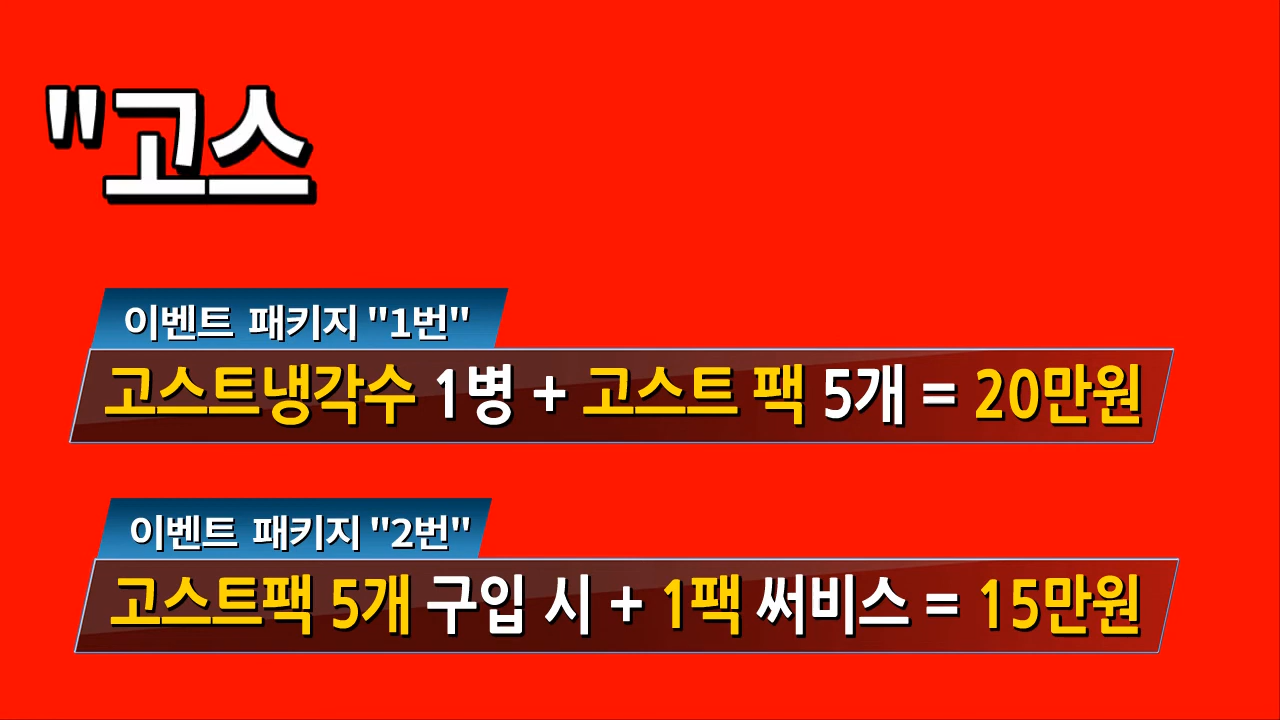 "고스
이벤트 패키지 "1번"
고스트냉각수 1병 + 고스트 팩 5개 = 20만원
이벤트 패키지 "2번"
고스트팩 5개 구입 시 + 1팩 써비스 = 15만원